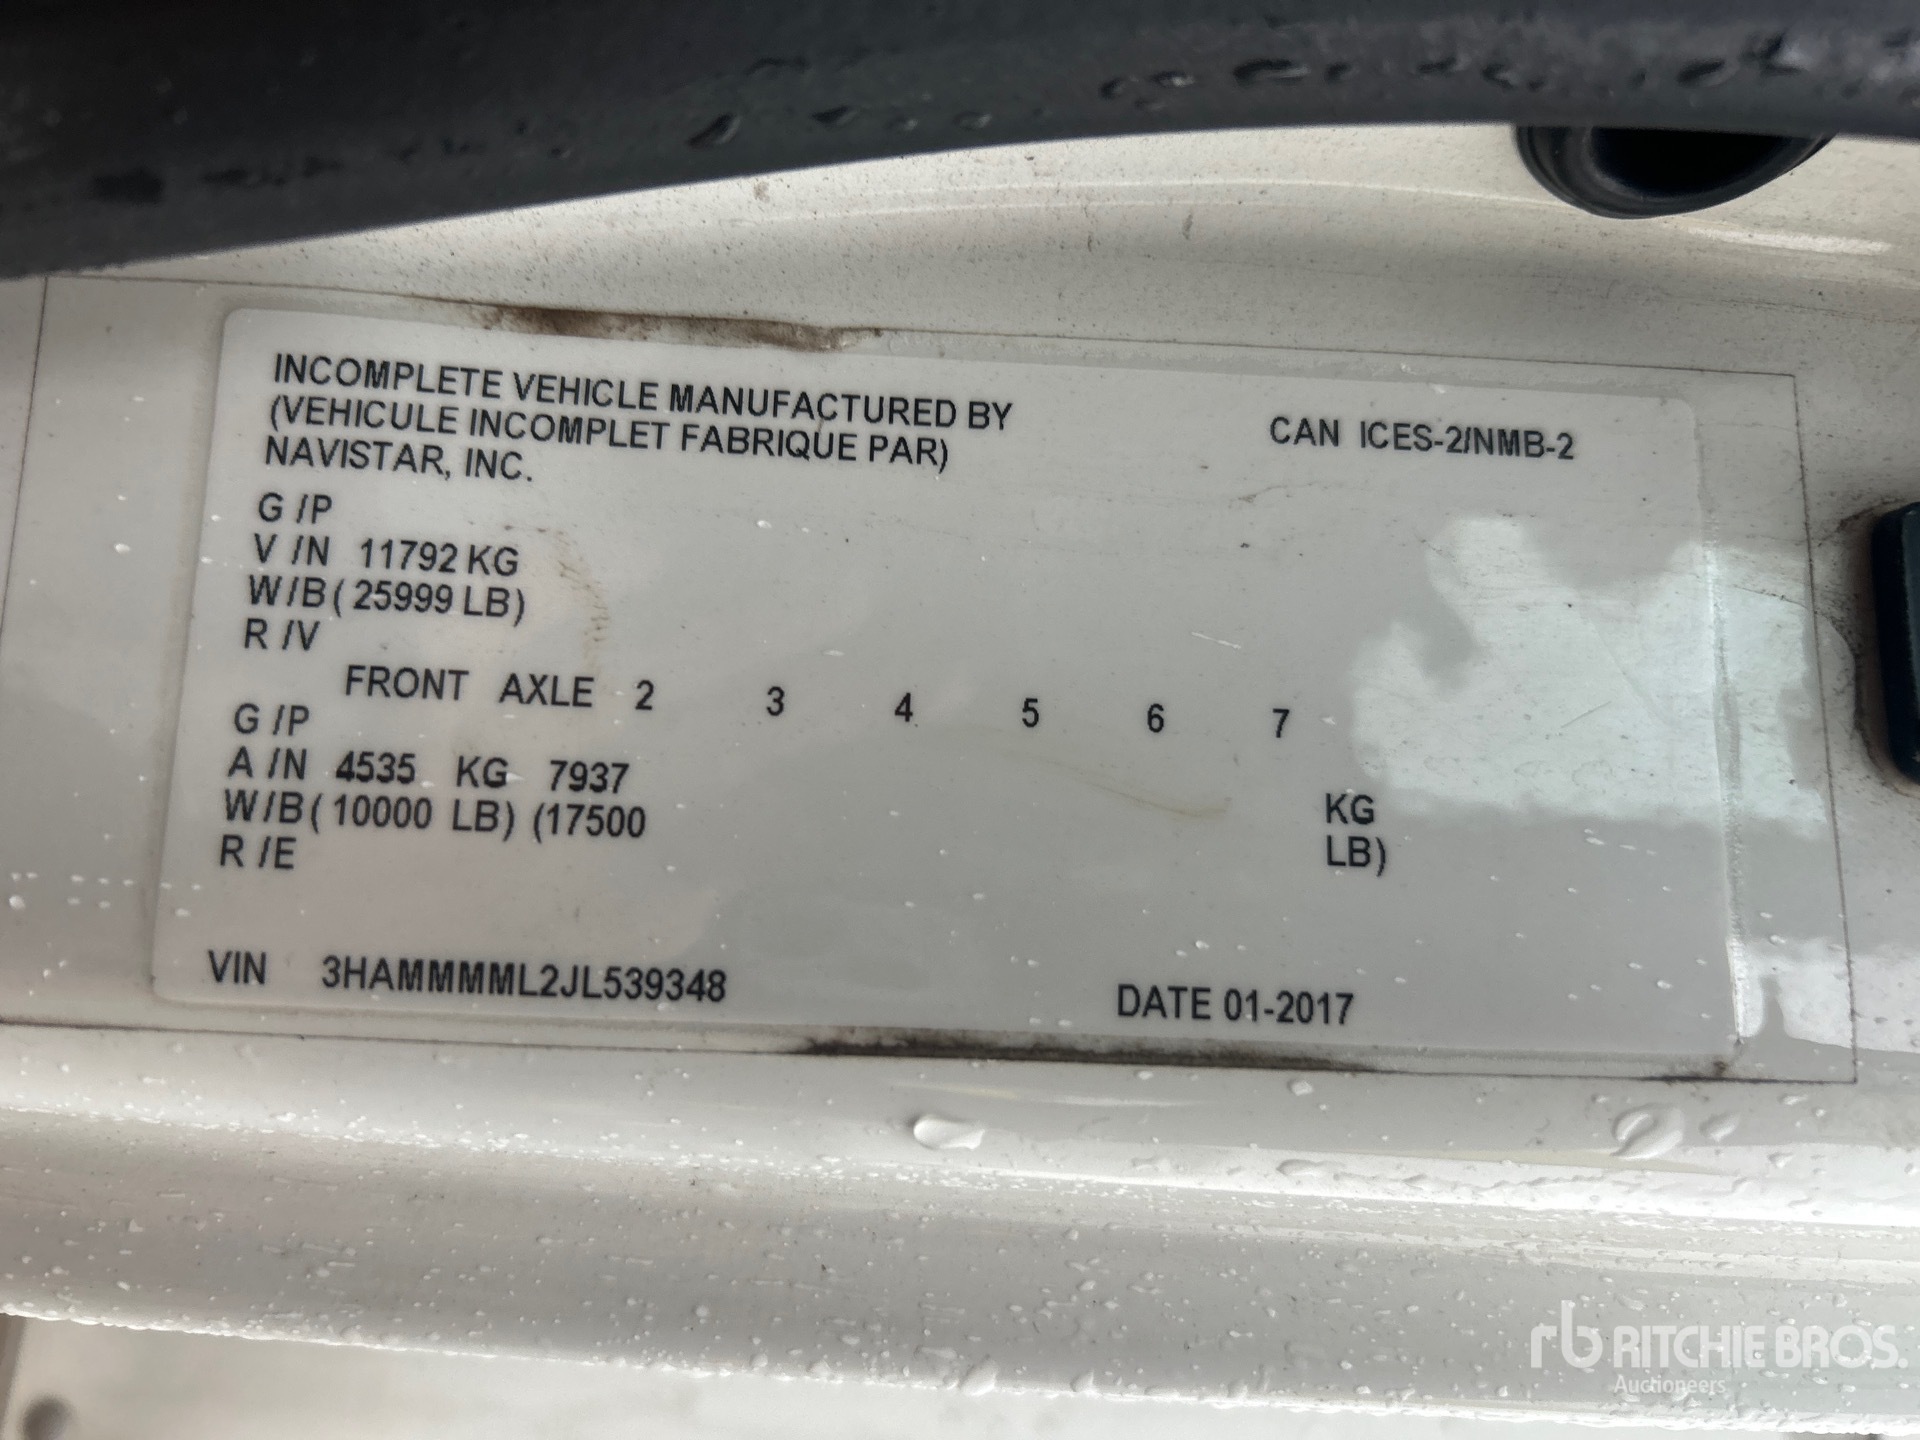 INCOMPLETE VEHICLE MANUFACTURED BY
(VEHICULE INCOMPLET FABRIQUE PAR)
NAVISTAR, INC.
CAN ICES-2/NMB-2
G /P
V /N 11792 KG
W/B ( 25999 LB)
R /V
FRONT AXLE 2 3 4 5 6 7
G /P
A /N 4535 KG 7937 KG
W/B ( 10000 LB) (17500 LB)
R /E
VIN 3HAMMMML2JL539348
DATE 01-2017
rb RITCHIE BROS.
Auctioneers